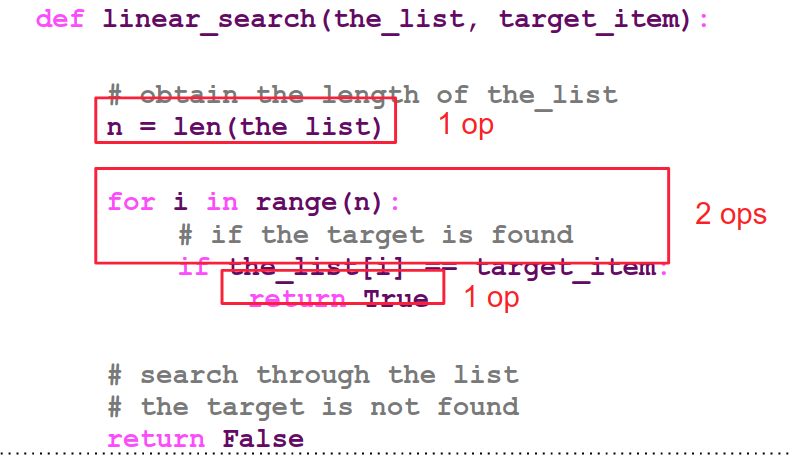 def linear_search(the_list, target_item):
# obtain the length of the_list
n = len(the list) 1 op
for i in range(n):
# if the target is found 2 ops
if the_list[i] == target_item:
return True 1 op
# search through the list
# the target is not found
return False